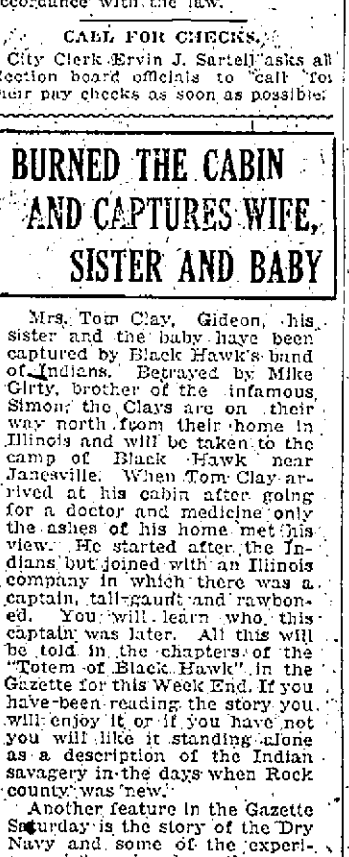 accordance with the law.
CALL FOR CHECKS.
City Clerk Ervin J. Sartell asks all
election board officials to call for
their pay checks as soon as possible.
BURNED THE CABIN
AND CAPTURES WIFE,
SISTER AND BABY
Mrs. Tom Clay, Gideon, his
sister and the baby have been
captured by Black Hawk's band
of Indians. Betrayed by Mike
Girty, brother of the infamous
Simon, the Clays are on their
way north from their home in
Illinois and will be taken to the
camp of Black Hawk near
Janesville. When Tom Clay ar-
rived at his cabin after going
for a doctor and medicine only
the ashes of his home met his
view. He started after the In-
dians but joined with an Illinois
company in which there was a
captain, tall gaunt and rawbon-
ed. You will learn who this
captain was later. All this will
be told in the chapters of the
"Totem of Black Hawk" in the
Gazette for this Week End. If you
have been reading the story you
will enjoy it or if you have not
you will like it standing alone
as a description of the Indian
savagery in the days when Rock
county was new.
Another feature in the Gazette
Saturday is the story of the Dry
Navy and some of the experi-